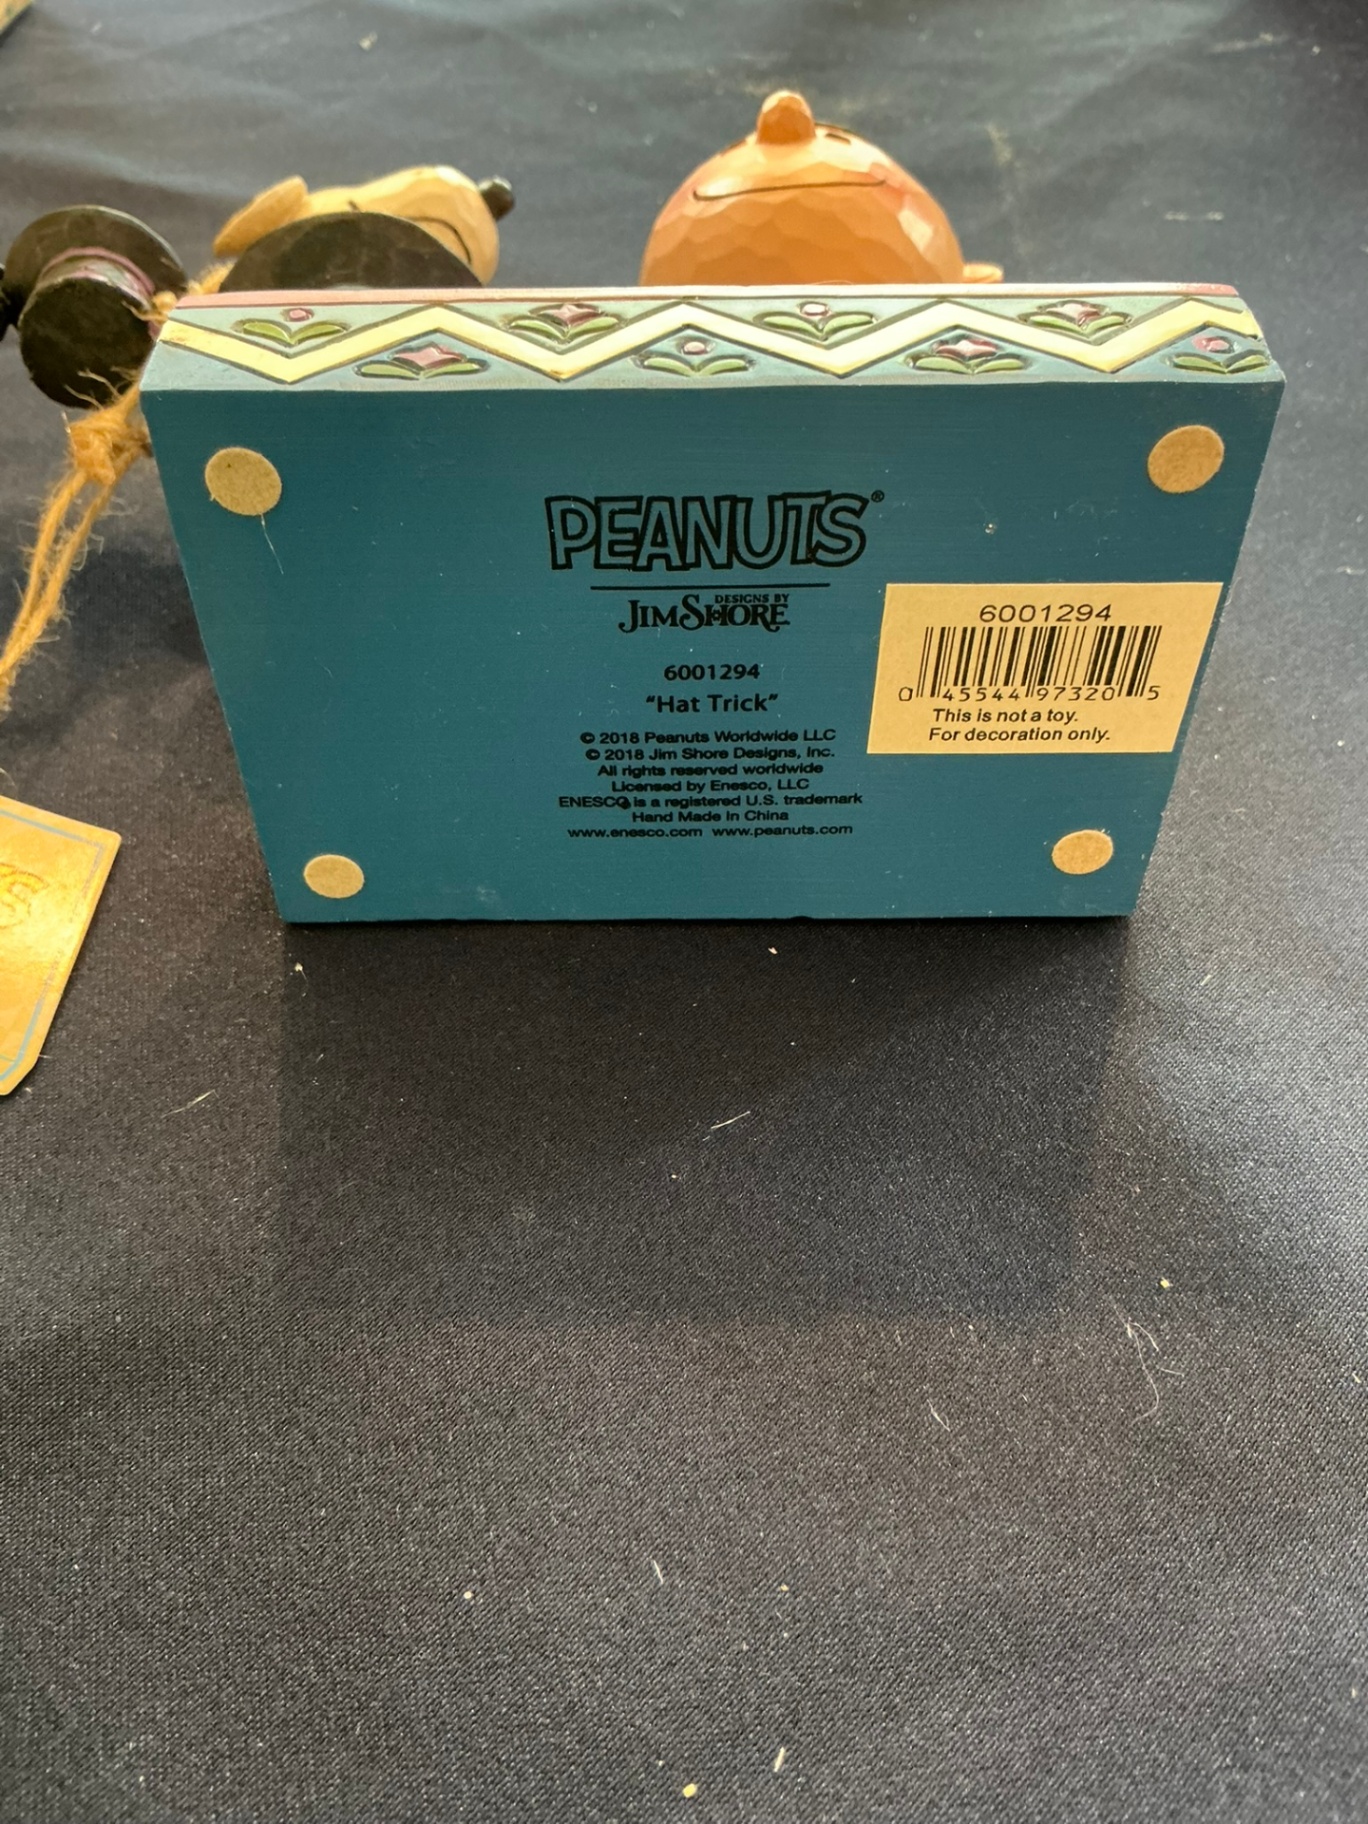 PEANUTS®
DESIGNS BY
JIM SHORE
6001294
"Hat Trick"
© 2018 Peanuts Worldwide LLC
© 2018 Jim Shore Designs, Inc.
All rights reserved worldwide
Licensed by Enesco, LLC
ENESCO is a registered U.S. trademark
Hand Made In China
www.enesco.com www.peanuts.com
6001294
0 45544 97320 5
This is not a toy.
For decoration only.